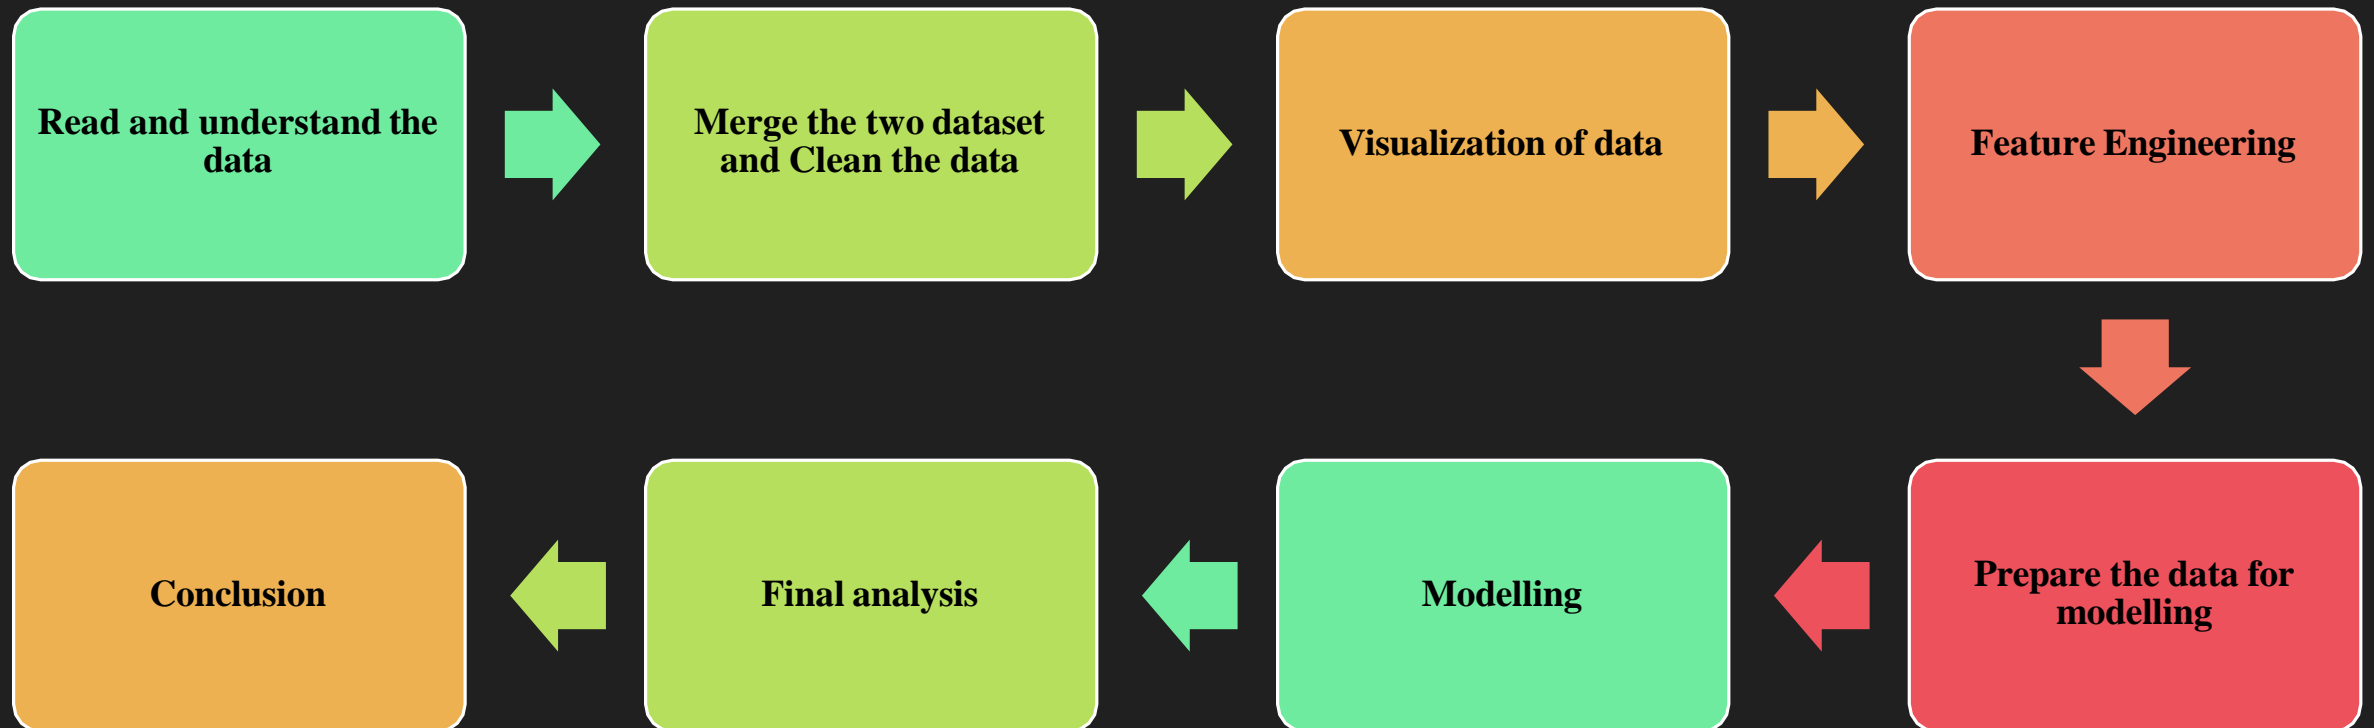 Read and understand the
data
Merge the two dataset
and Clean the data
Visualization of data
Feature Engineering
Prepare the data for
modelling
Modelling
Final analysis
Conclusion